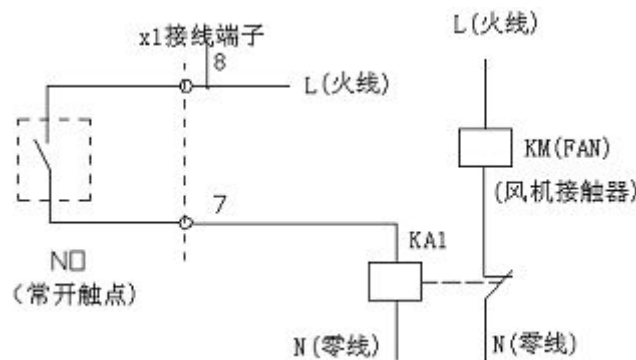 x1接线端子
8
L(火线)
L(火线)
KM(FAN)
(风机接触器)
7
KA1
NO
(常开触点)
N(零线)
N(零线)